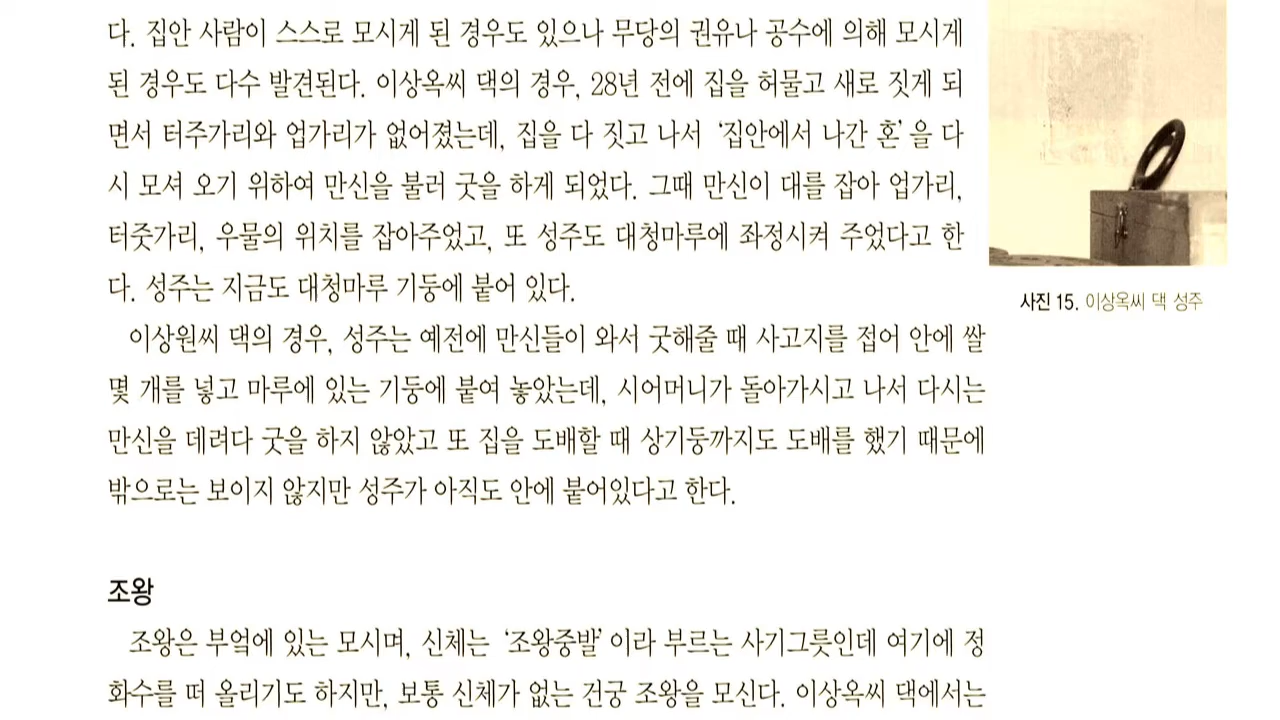 다. 집안 사람이 스스로 모시게 된 경우도 있으나 무당의 권유나 공수에 의해 모시게
된 경우도 다수 발견된다. 이상옥씨 댁의 경우, 28년 전에 집을 허물고 새로 짓게 되
면서 터주가리와 업가리가 없어졌는데, 집을 다 짓고 나서 ‘집안에서 나간 혼’을 다
시 모셔 오기 위하여 만신을 불러 굿을 하게 되었다. 그때 만신이 대를 잡아 업가리,
터줏가리, 우물의 위치를 잡아주었고, 또 성주도 대청마루에 좌정시켜 주었다고 한
다. 성주는 지금도 대청마루 기둥에 붙어 있다.
사진 15. 이상옥씨 댁 성주
이상원씨 댁의 경우, 성주는 예전에 만신들이 와서 굿해줄 때 사고지를 접어 안에 쌀
몇 개를 넣고 마루에 있는 기둥에 붙여 놓았는데, 시어머니가 돌아가시고 나서 다시는
만신을 데려다 굿을 하지 않았고 또 집을 도배할 때 상기둥까지도 도배를 했기 때문에
밖으로는 보이지 않지만 성주가 아직도 안에 붙어있다고 한다.
조왕
조왕은 부엌에 있는 모시며, 신체는 ‘조왕중발’이라 부르는 사기그릇인데 여기에 정
화수를 떠 올리기도 하지만, 보통 신체가 없는 건궁 조왕을 모신다. 이상옥씨 댁에서는